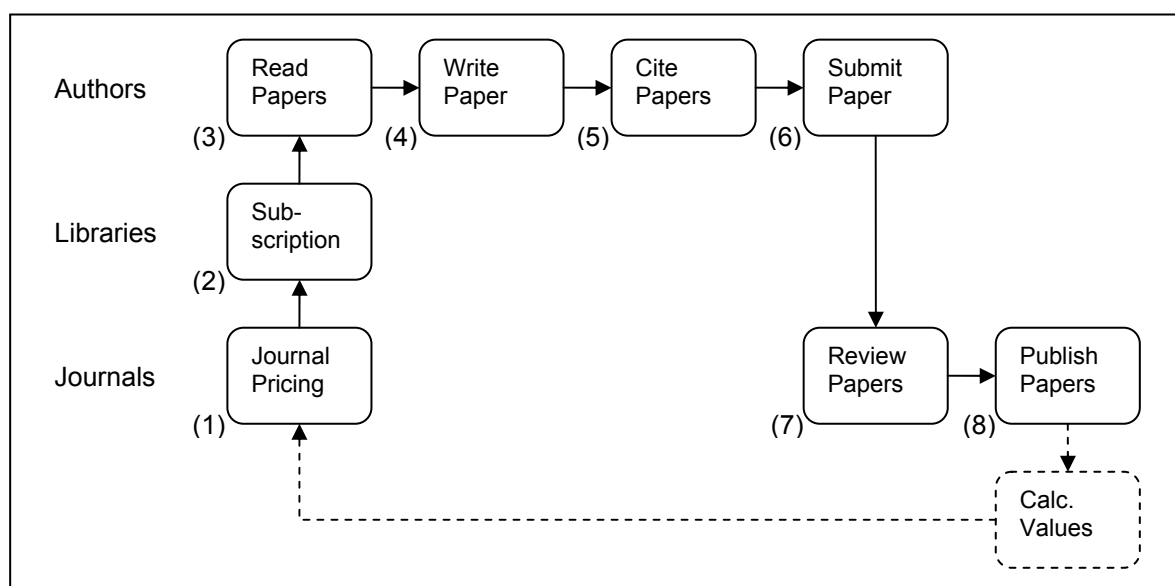 Authors
Read
Papers
(3)
Write
Paper
(4)
Cite
Papers
(5)
Submit
Paper
(6)
Libraries
Sub-
scription
(2)
Journals
Journal
Pricing
(1)
Review
Papers
(7)
Publish
Papers
(8)
Calc.
Values